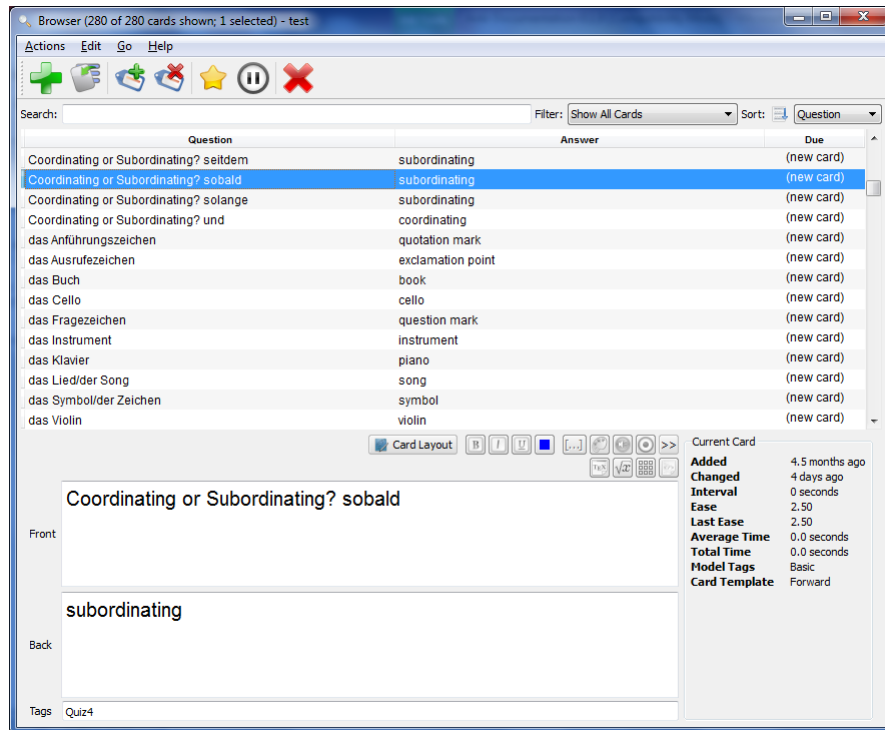 Browser (280 of 280 cards shown; 1 selected) - test
Actions Edit Go Help
Search: Filter: Show All Cards Sort: Question
Question Answer Due
Coordinating or Subordinating? seitdem subordinating (new card)
Coordinating or Subordinating? sobald subordinating (new card)
Coordinating or Subordinating? solange subordinating (new card)
Coordinating or Subordinating? und coordinating (new card)
das Anführungszeichen quotation mark (new card)
das Ausrufezeichen exclamation point (new card)
das Buch book (new card)
das Cello cello (new card)
das Fragezeichen question mark (new card)
das Instrument instrument (new card)
das Klavier piano (new card)
das Lied/der Song song (new card)
das Symbol/der Zeichen symbol (new card)
das Violin violin (new card)
Card Layout B I U [...] >>
TEX √x
Front Coordinating or Subordinating? sobald
Back subordinating
Tags Quiz4
Current Card
Added 4.5 months ago
Changed 4 days ago
Interval 0 seconds
Ease 2.50
Last Ease 2.50
Average Time 0.0 seconds
Total Time 0.0 seconds
Model Tags Basic
Card Template Forward